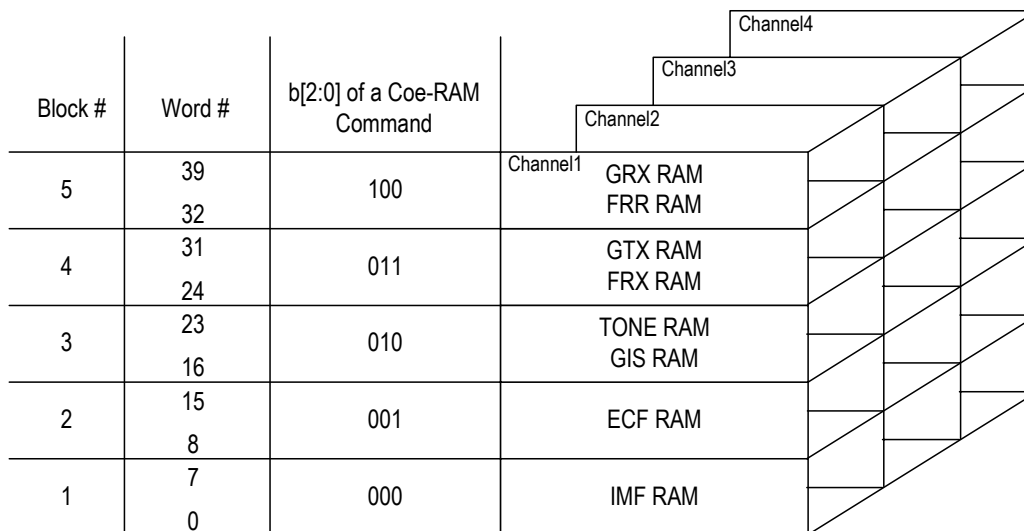 Channel4
Channel3
Channel2
Block #
Word #
b[2:0] of a Coe-RAM
Command
Channel1
5
39
32
100
GRX RAM
FRR RAM
4
31
24
011
GTX RAM
FRX RAM
3
23
16
010
TONE RAM
GIS RAM
2
15
8
001
ECF RAM
1
7
0
000
IMF RAM